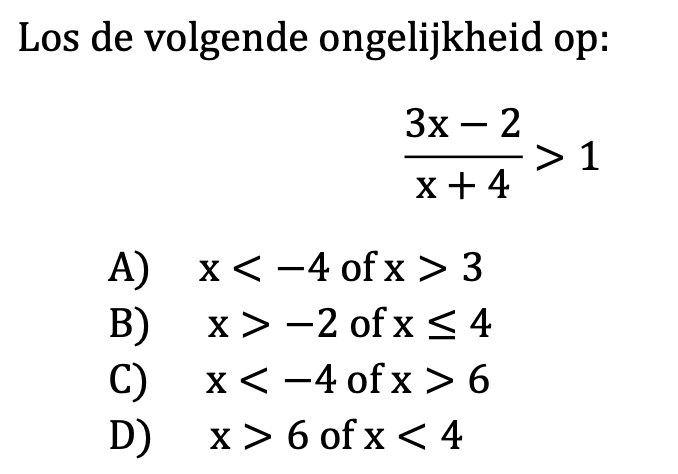 Los de volgende ongelijkheid op:
3x − 2
x + 4
> 1
A) x < −4 of x > 3
B) x > −2 of x ≤ 4
C) x < −4 of x > 6
D) x > 6 of x < 4